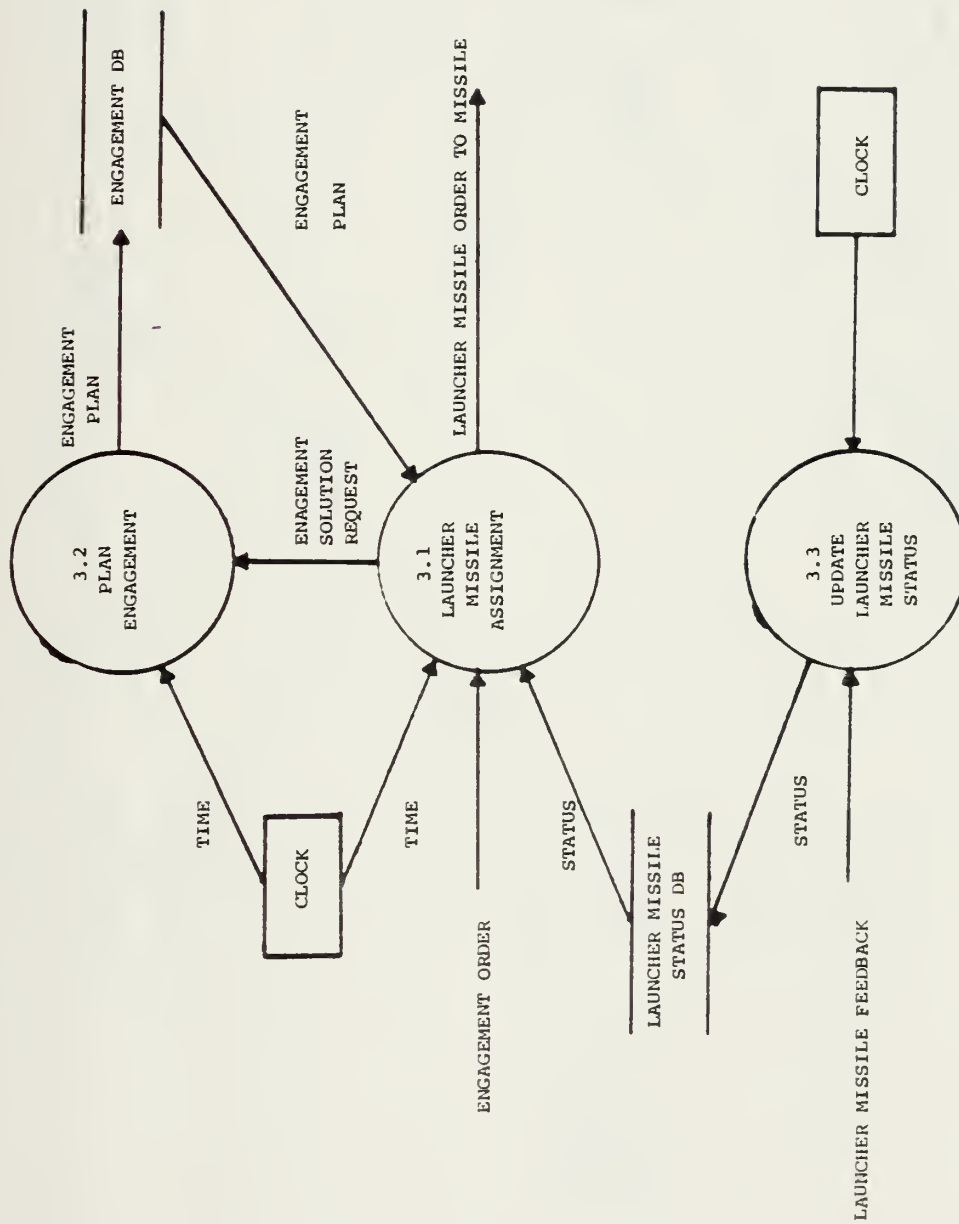 ENGAGEMENT
PLAN
ENGAGEMENT DB
3.2
PLAN
ENGAGEMENT
TIME
ENAGEMENT
SOLUTION
REQUEST
ENGAGEMENT
PLAN
CLOCK
TIME
3.1
LAUNCHER
MISSILE
ASSIGNMENT
LAUNCHER MISSILE ORDER TO MISSILE
ENGAGEMENT ORDER
STATUS
LAUNCHER MISSILE
STATUS DB
STATUS
3.3
UPDATE
LAUNCHER
MISSILE
STATUS
CLOCK
LAUNCHER MISSILE FEEDBACK